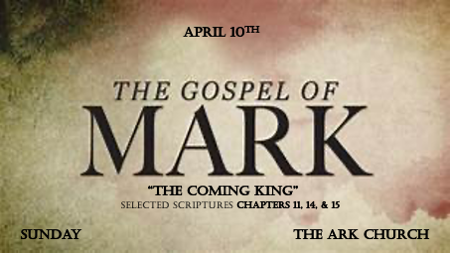 APRIL 10TH
THE GOSPEL OF
MARK
“THE COMING KING”
SELECTED SCRIPTURES CHAPTERS 11, 14, & 15
SUNDAY
THE ARK CHURCH